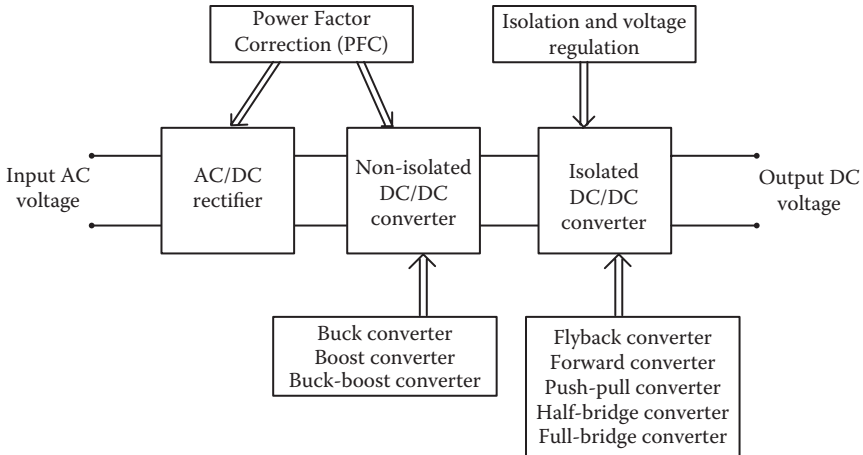 Power Factor
Correction (PFC)
Isolation and voltage
regulation
Input AC
voltage
AC/DC
rectifier
Non-isolated
DC/DC
converter
Isolated
DC/DC
converter
Output DC
voltage
Buck converter
Boost converter
Buck-boost converter
Flyback converter
Forward converter
Push-pull converter
Half-bridge converter
Full-bridge converter